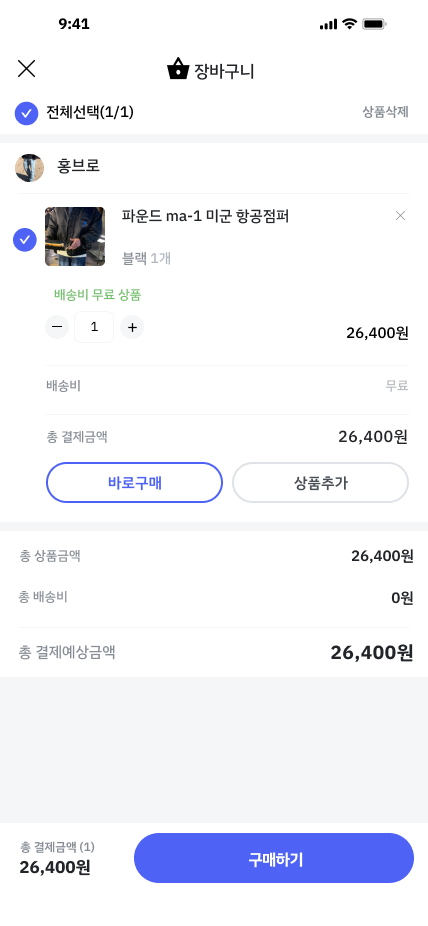 9:41
장바구니
전체선택(1/1)
상품삭제
홍브로
파운드 ma-1 미군 항공점퍼
블랙 1개
배송비 무료 상품
1
26,400원
배송비
무료
총 결제금액
26,400원
바로구매
상품추가
총 상품금액
26,400원
총 배송비
0원
총 결제예상금액
26,400원
총 결제금액 (1)
26,400원
구매하기